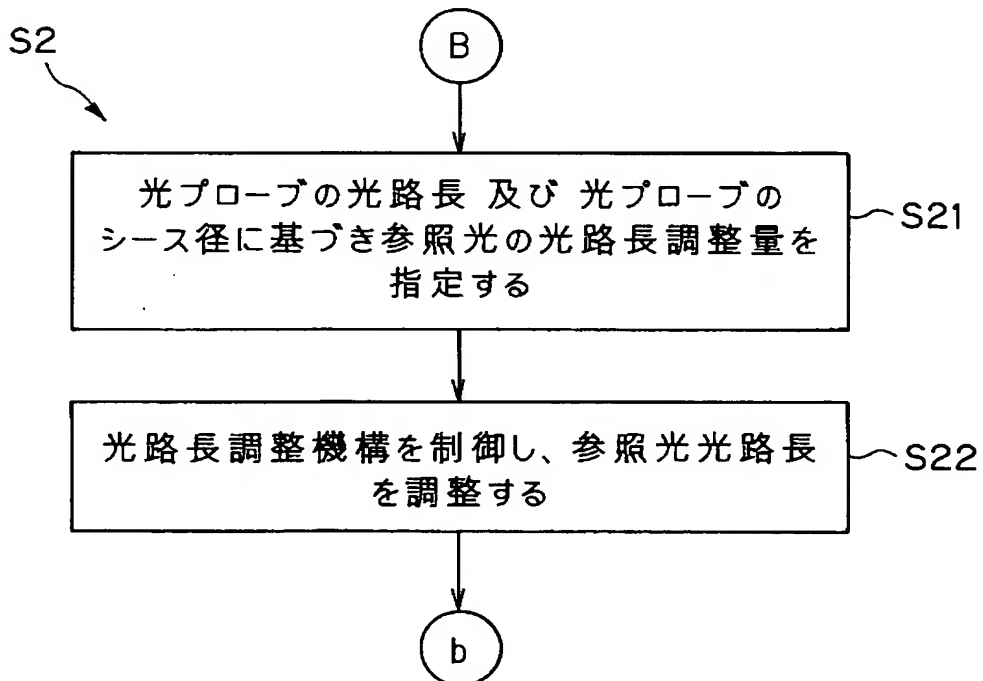 S2
B
光プローブの光路長 及び 光プローブの
シース径に基づき参照光の光路長調整量を
指定する
S21
光路長調整機構を制御し、参照光光路長
を調整する
S22
b